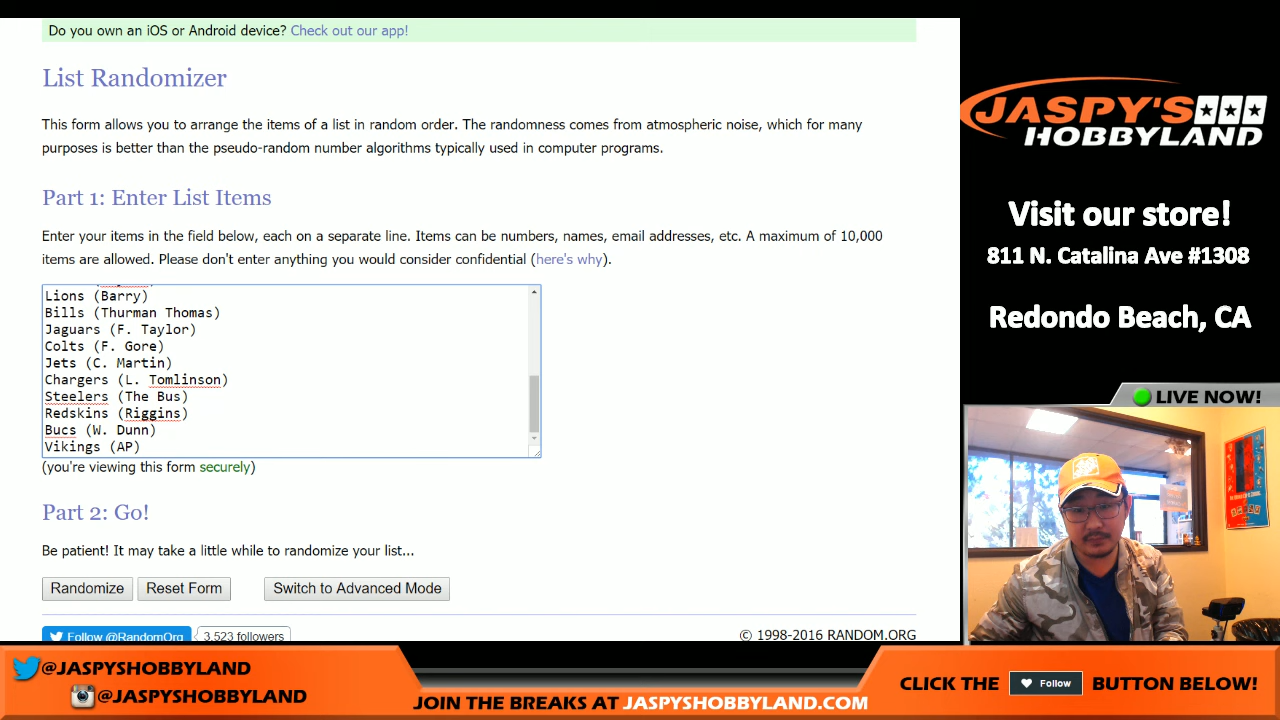 Do you own an iOS or Android device? Check out our app!
List Randomizer
This form allows you to arrange the items of a list in random order. The randomness comes from atmospheric noise, which for many
purposes is better than the pseudo-random number algorithms typically used in computer programs.
Part 1: Enter List Items
Enter your items in the field below, each on a separate line. Items can be numbers, names, email addresses, etc. A maximum of 10,000
items are allowed. Please don't enter anything you would consider confidential (here's why).
Lions (Barry)
Bills (Thurman Thomas)
Jaguars (F. Taylor)
Colts (F. Gore)
Jets (C. Martin)
Chargers (L. Tomlinson)
Steelers (The Bus)
Redskins (Riggins)
Bucs (W. Dunn)
Vikings (AP)
(you're viewing this form securely)
Part 2: Go!
Be patient! It may take a little while to randomize your list...
Randomize Reset Form Switch to Advanced Mode
Follow @RandomOrg 3,523 followers
© 1998-2016 RANDOM.ORG
JASPY'S
HOBBYLAND
Visit our store!
811 N. Catalina Ave #1308
Redondo Beach, CA
LIVE NOW!
@JASPYSHOBBYLAND
@JASPYSHOBBYLAND
JOIN THE BREAKS AT JASPYSHOBBYLAND.COM
CLICK THE Follow BUTTON BELOW!